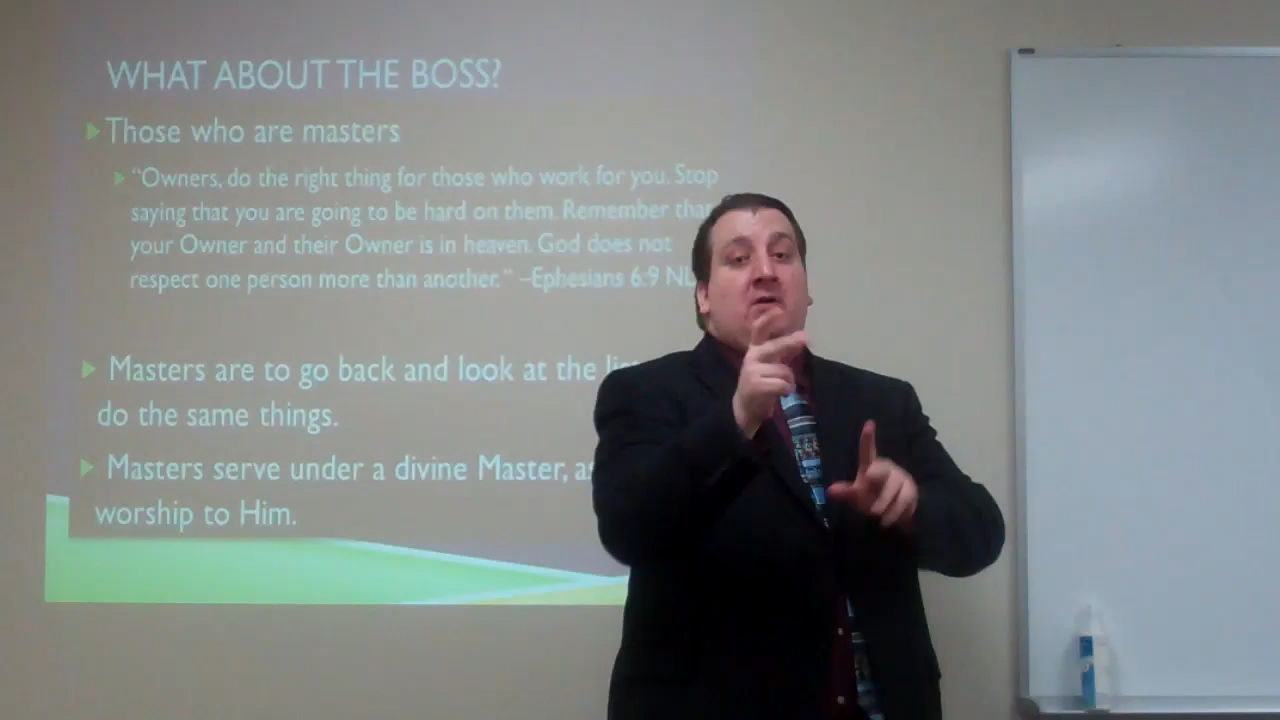 WHAT ABOUT THE BOSS?
Those who are masters
"Owners, do the right thing for those who work for you. Stop
saying that you are going to be hard on them. Remember that
your Owner and their Owner is in heaven. God does not
respect one person more than another." –Ephesians 6:9
Masters are to go back and look at the
do the same things.
Masters serve under a divine Master,
worship to Him.